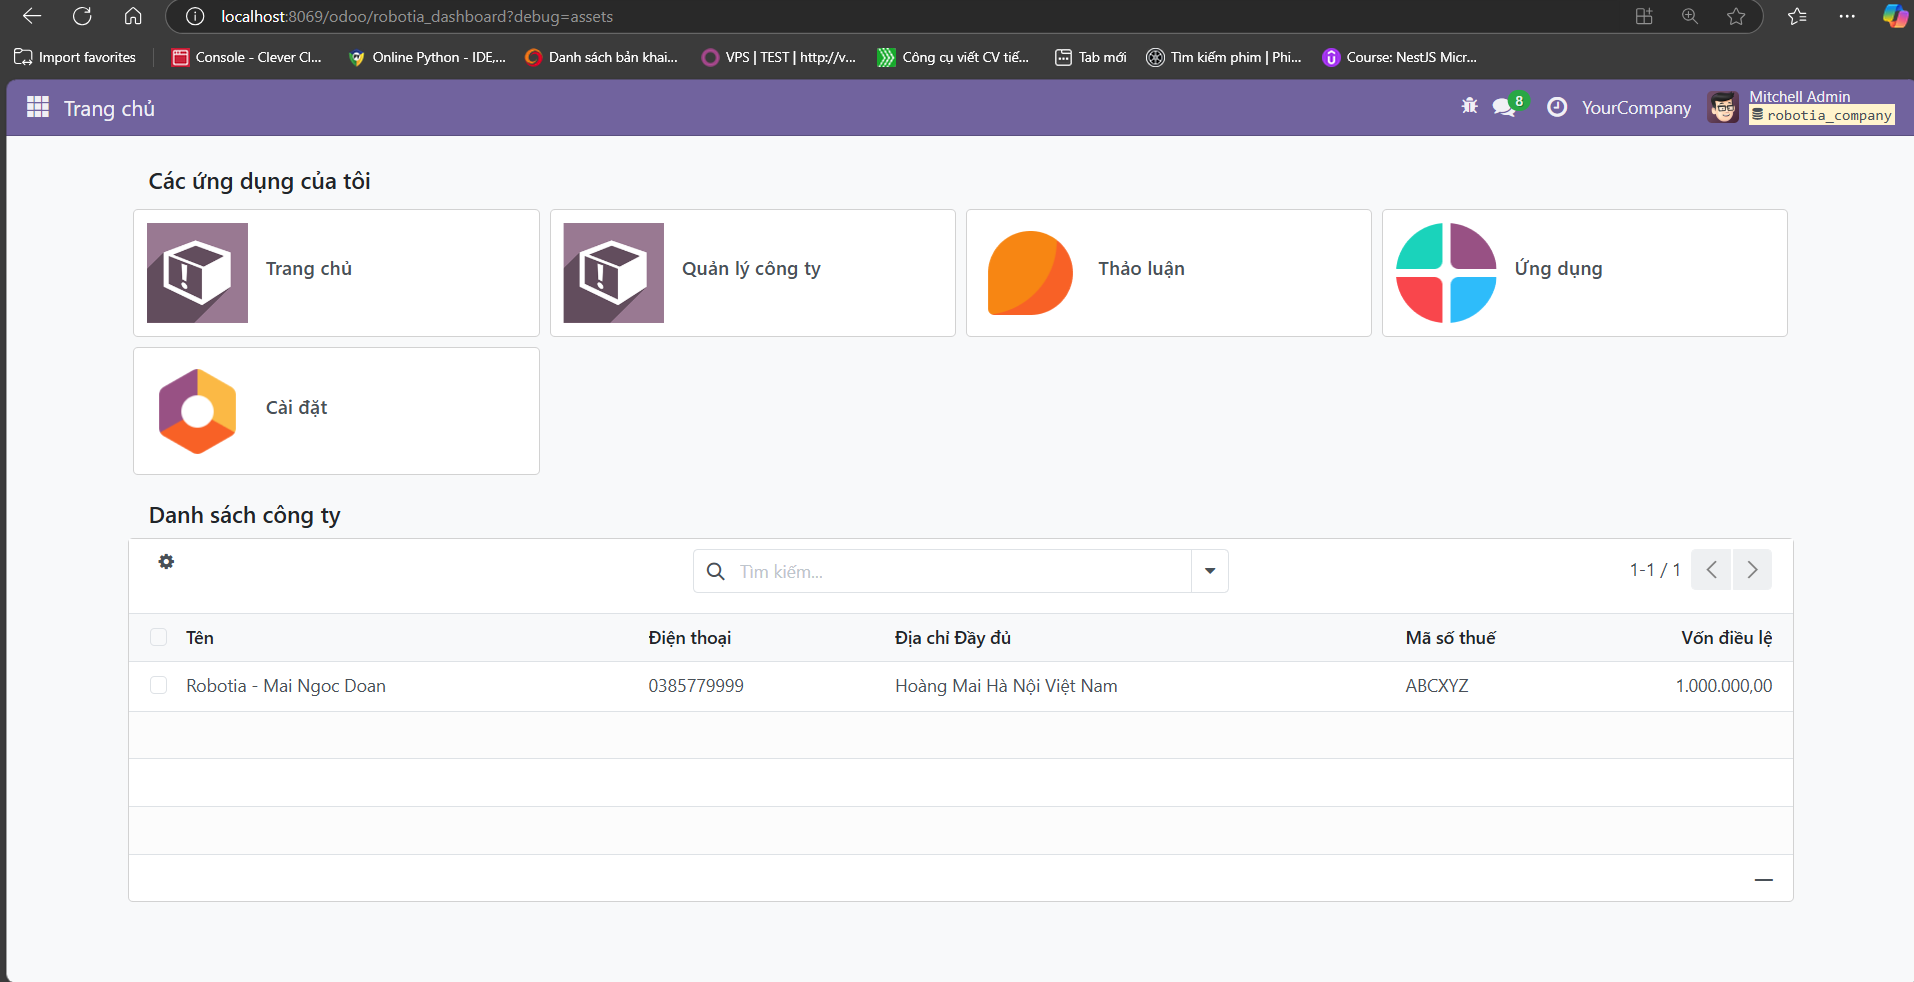 localhost:8069/odoo/robotia_dashboard?debug=assets
Import favorites
Console - Clever Cl...
Online Python - IDE,...
Danh sách bản khai...
VPS | TEST | http://v...
Công cụ viết CV tiế...
Tab mới
Tìm kiếm phim | Phi...
Course: NestJS Micr...
Trang chủ
8
YourCompany
Mitchell Admin
robotia_company
Các ứng dụng của tôi
Trang chủ
Quản lý công ty
Thảo luận
Ứng dụng
Cài đặt
Danh sách công ty
Tìm kiếm...
1-1 / 1
Tên Điện thoại Địa chỉ Đầy đủ Mã số thuế Vốn điều lệ
Robotia - Mai Ngoc Doan 0385779999 Hoàng Mai Hà Nội Việt Nam ABCXYZ 1.000.000,00
—